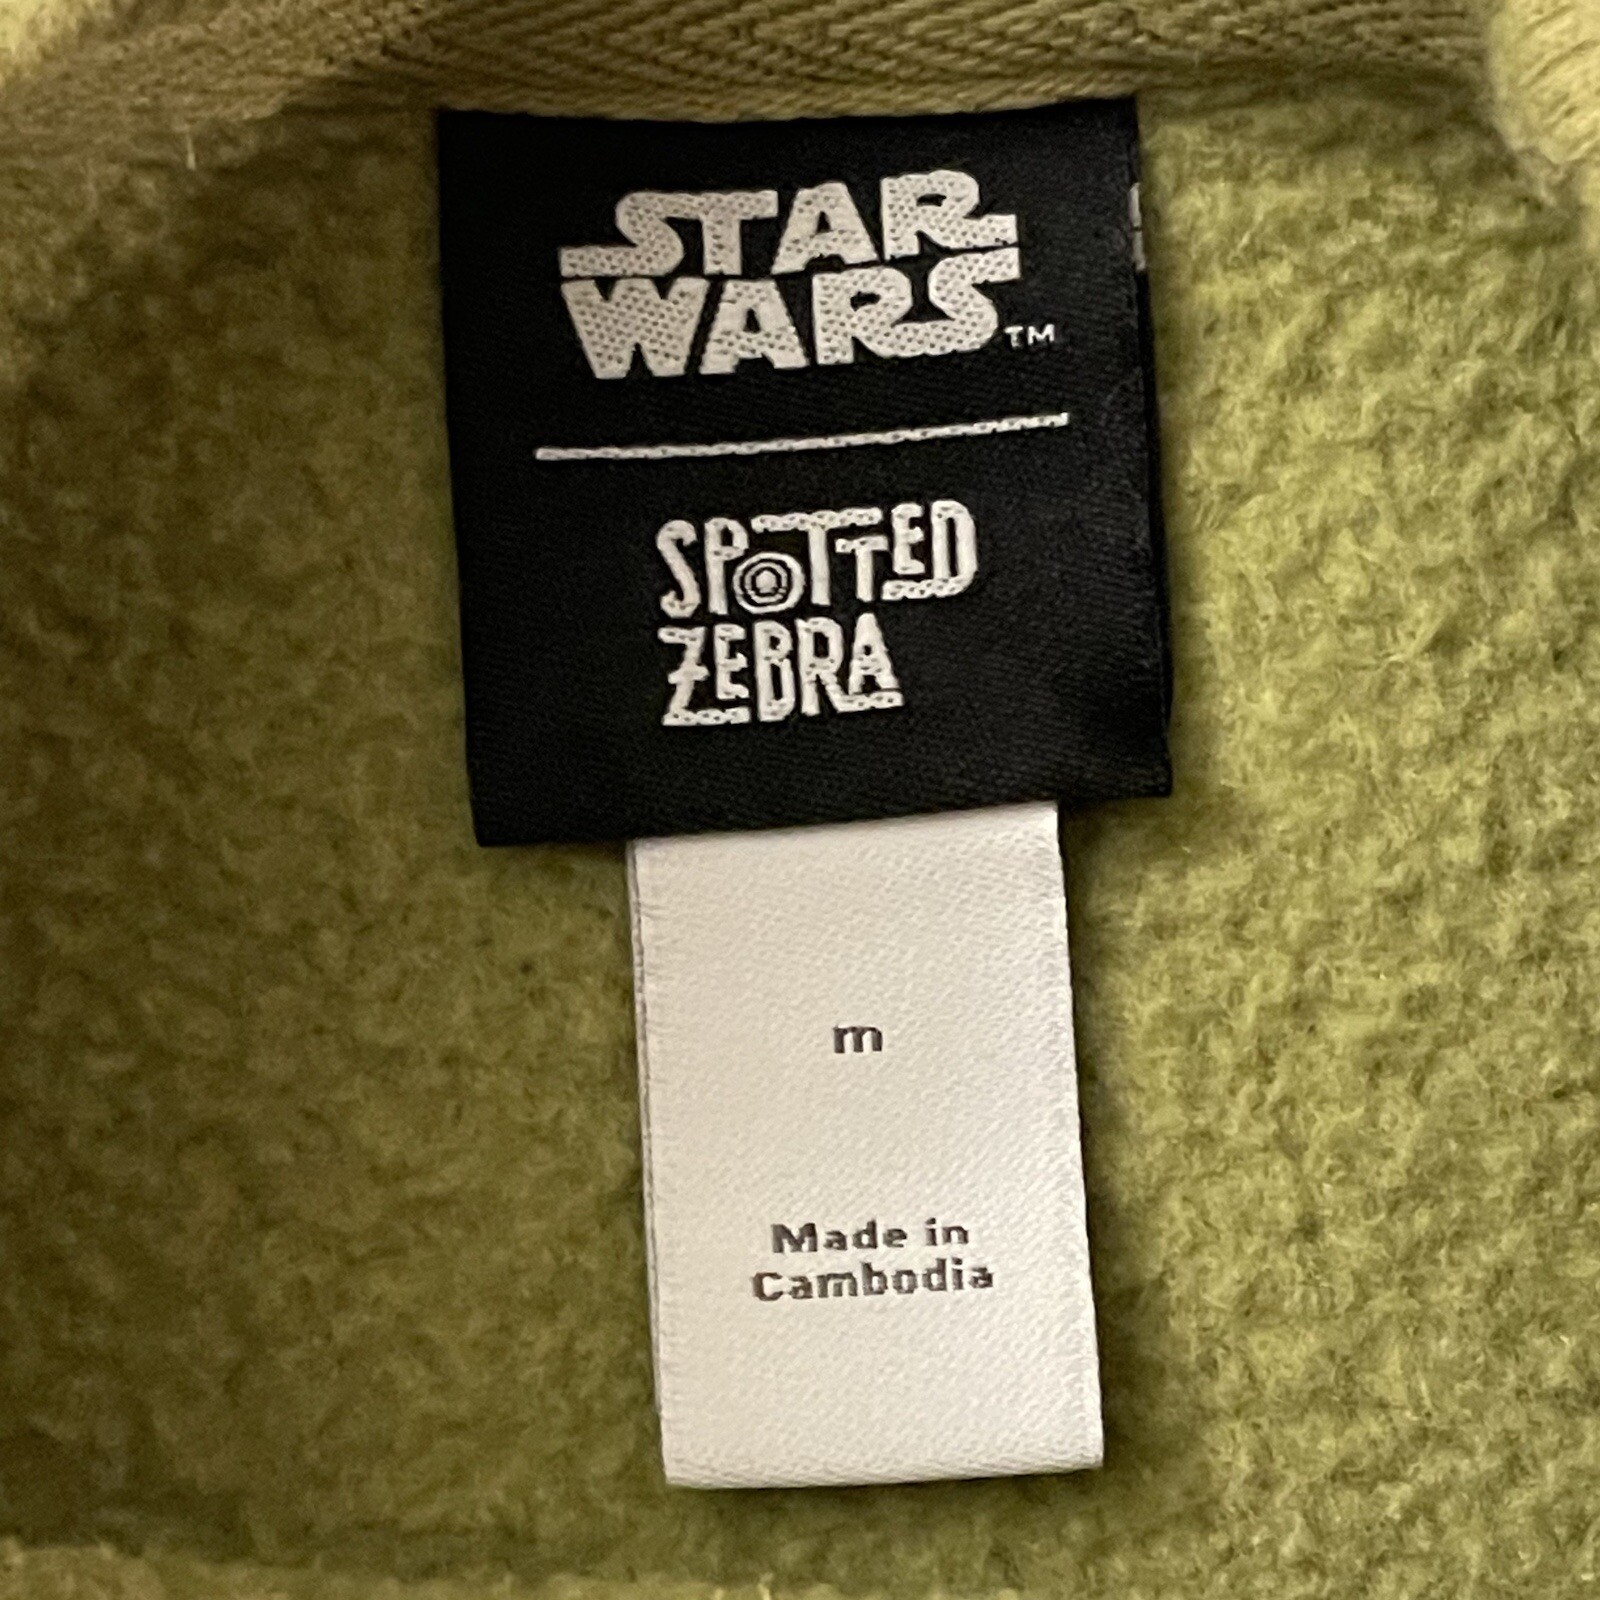 STAR
WARS™
SPOTTED
ZEBRA
m
Made in
Cambodia